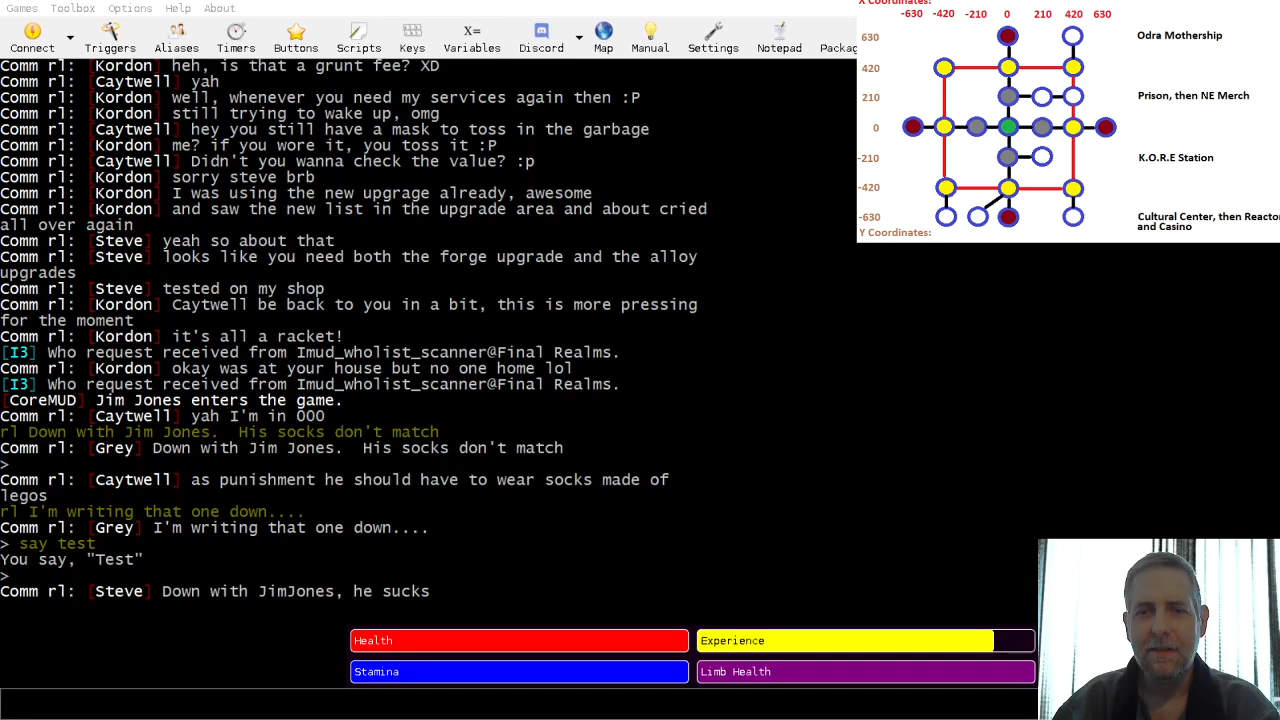 Games Toolbox Options Help About
Connect Triggers Aliases Timers Buttons Scripts Keys Variables Discord Map Manual Settings Notepad Packag
X=
Comm rl: [Kordon] heh, is that a grunt fee? XD
Comm rl: [Caytwell] yah
Comm rl: [Kordon] well, whenever you need my services again then :P
Comm rl: [Kordon] still trying to wake up, omg
Comm rl: [Caytwell] hey you still have a mask to toss in the garbage
Comm rl: [Kordon] me? if you wore it, you toss it :P
Comm rl: [Caytwell] Didn't you wanna check the value? :p
Comm rl: [Kordon] sorry steve brb
Comm rl: [Kordon] I was using the new upgrage already, awesome
Comm rl: [Kordon] and saw the new list in the upgrade area and about cried
all over again
Comm rl: [Steve] yeah so about that
Comm rl: [Steve] looks like you need both the forge upgrade and the alloy
upgrades
Comm rl: [Steve] tested on my shop
Comm rl: [Kordon] Caytwell be back to you in a bit, this is more pressing
for the moment
Comm rl: [Kordon] it's all a racket!
[I3] Who request received from Imud_wholist_scanner@Final Realms.
Comm rl: [Kordon] okay was at your house but no one home lol
[I3] Who request received from Imud_wholist_scanner@Final Realms.
[CoreMUD] Jim Jones enters the game.
Comm rl: [Caytwell] yah I'm in OOO
rl Down with Jim Jones.  His socks don't match
Comm rl: [Grey] Down with Jim Jones.  His socks don't match
>
Comm rl: [Caytwell] as punishment he should have to wear socks made of
legos
rl I'm writing that one down....
Comm rl: [Grey] I'm writing that one down....
> say test
You say, "Test"
>
Comm rl: [Steve] Down with JimJones, he sucks
Health
Experience
Stamina
Limb Health
X Coordinates:
-630 -420 -210 0 210 420 630
630 Odra Mothership
420
210 Prison, then NE Merch
0
-210 K.O.R.E Station
-420
-630 Cultural Center, then Reacto
and Casino
Y Coordinates: